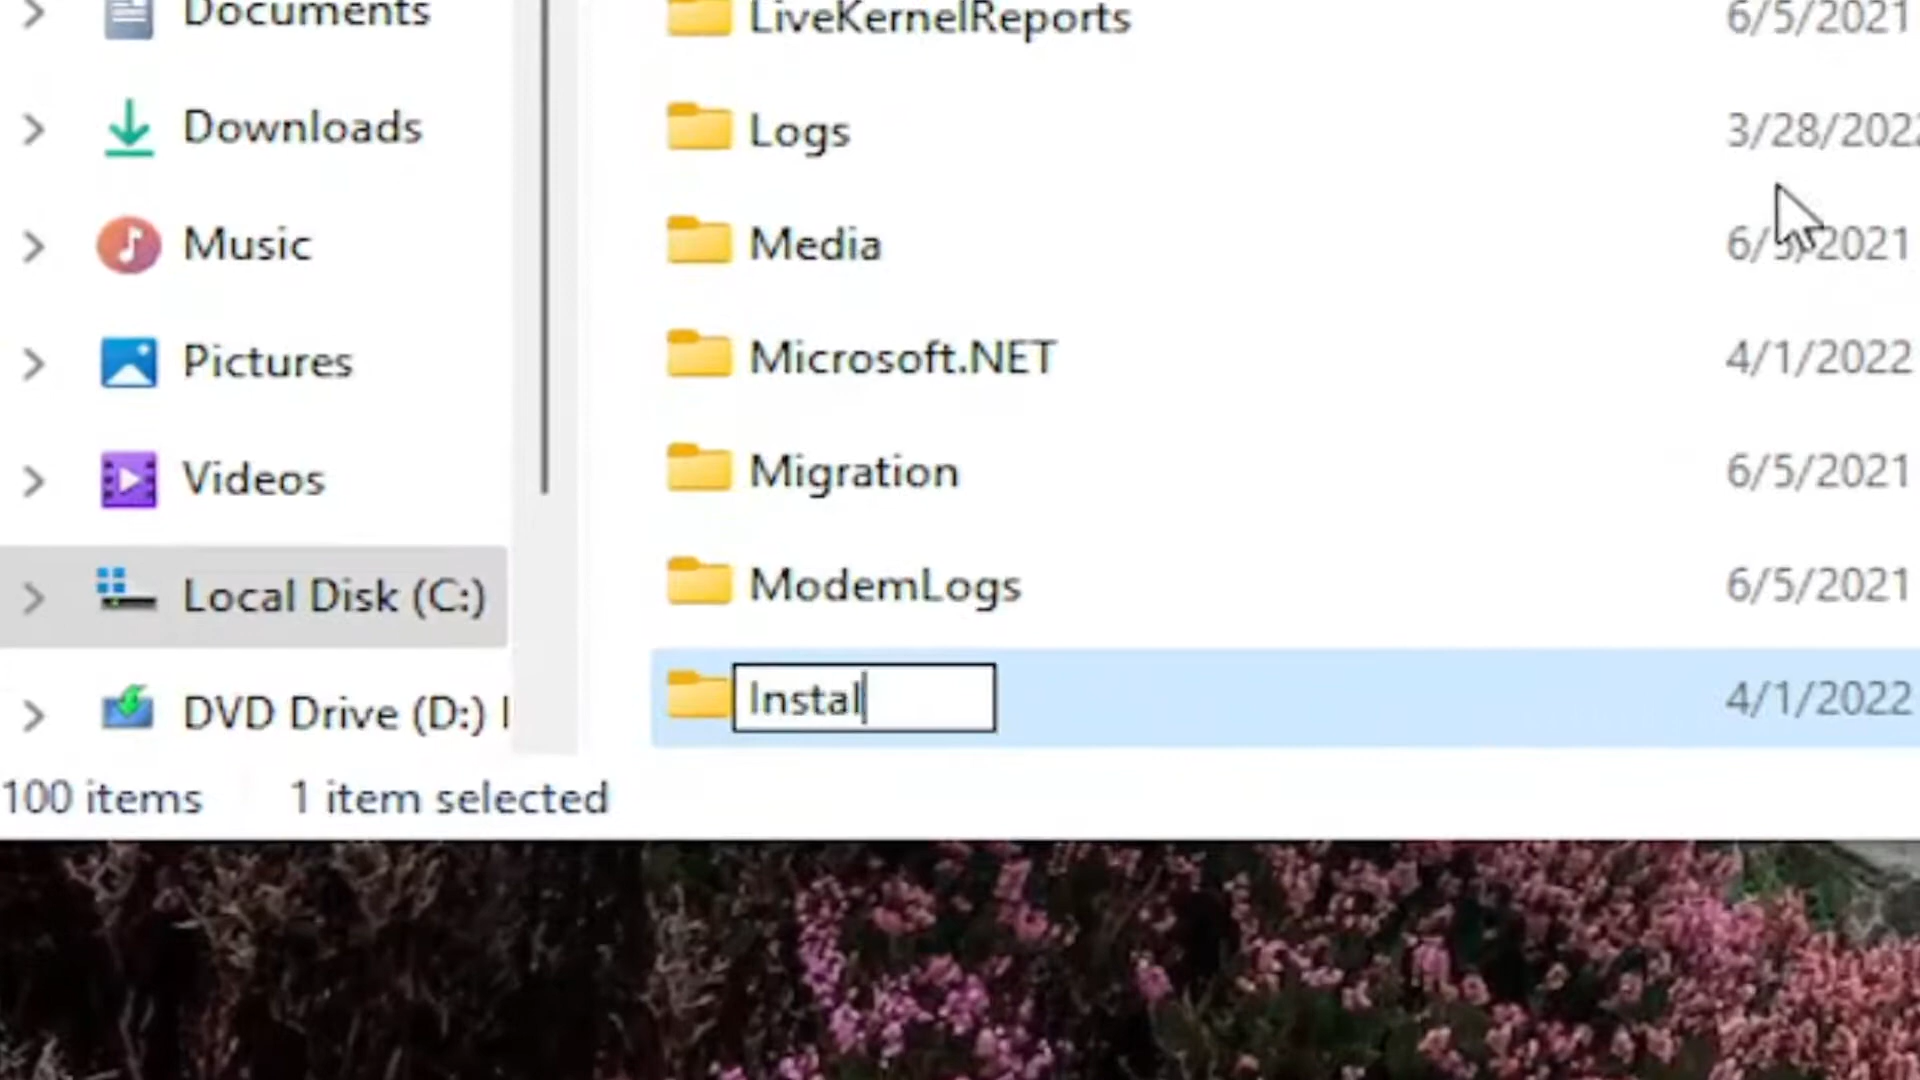 Documents
LiveKernelReports
6/5/2021
Downloads
Logs
3/28/2022
Music
Media
6/5/2021
Pictures
Microsoft.NET
4/1/2022
Videos
Migration
6/5/2021
Local Disk (C:)
ModemLogs
6/5/2021
DVD Drive (D:)
Instal
4/1/2022
100 items
1 item selected